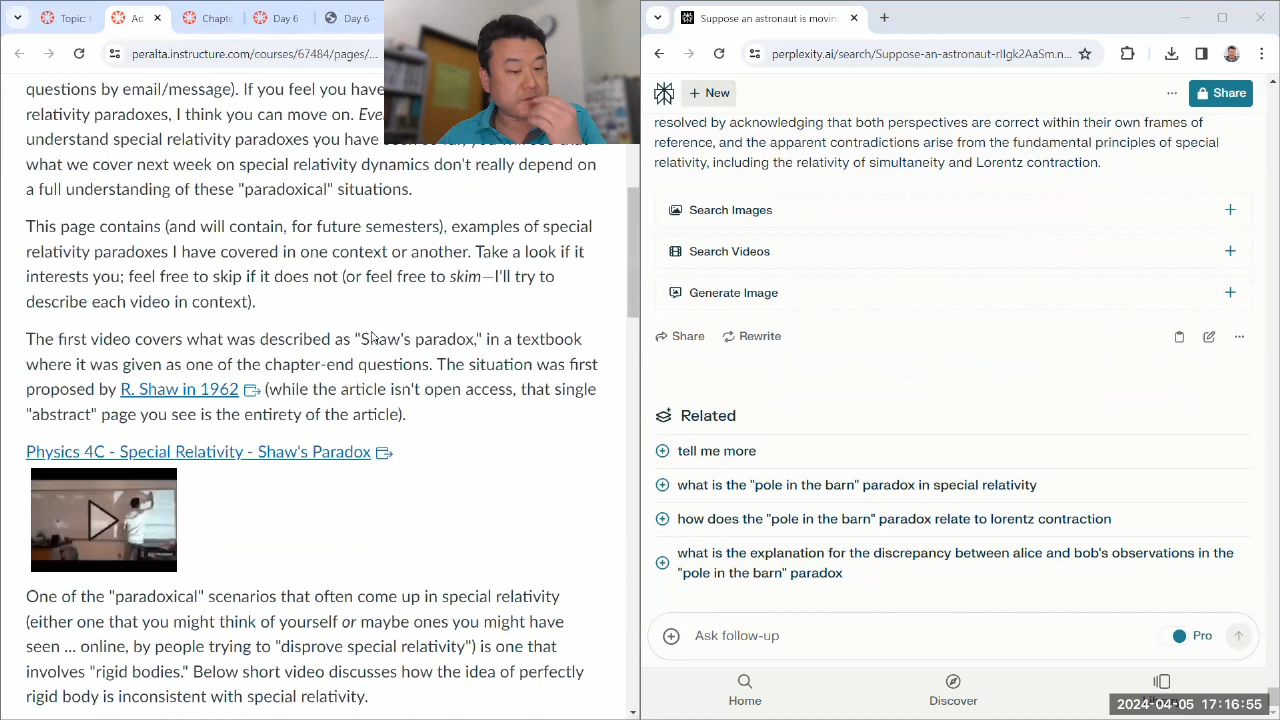 Topic:
Ad
Chapte
Day 6 -
Day 6
peralta.instructure.com/courses/67484/pages/...
questions by email/message). If you feel you have
relativity paradoxes, I think you can move on. Eve
understand special relativity paradoxes you have
what we cover next week on special relativity dynamics don't really depend on
a full understanding of these "paradoxical" situations.
This page contains (and will contain, for future semesters), examples of special
relativity paradoxes I have covered in one context or another. Take a look if it
interests you; feel free to skip if it does not (or feel free to skim—I'll try to
describe each video in context).
The first video covers what was described as "Shaw's paradox," in a textbook
where it was given as one of the chapter-end questions. The situation was first
proposed by R. Shaw in 1962 (while the article isn't open access, that single
"abstract" page you see is the entirety of the article).
Physics 4C - Special Relativity - Shaw's Paradox
One of the "paradoxical" scenarios that often come up in special relativity
(either one that you might think of yourself or maybe ones you might have
seen ... online, by people trying to "disprove special relativity") is one that
involves "rigid bodies." Below short video discusses how the idea of perfectly
rigid body is inconsistent with special relativity.
Suppose an astronaut is movin
perplexity.ai/search/Suppose-an-astronaut-rIlgk2AaSm.n...
New
Share
resolved by acknowledging that both perspectives are correct within their own frames of
reference, and the apparent contradictions arise from the fundamental principles of special
relativity, including the relativity of simultaneity and Lorentz contraction.
Search Images
Search Videos
Generate Image
Share Rewrite
Related
tell me more
what is the "pole in the barn" paradox in special relativity
how does the "pole in the barn" paradox relate to lorentz contraction
what is the explanation for the discrepancy between alice and bob's observations in the
"pole in the barn" paradox
Ask follow-up
Pro
Home
Discover
2024-04-05 17:16:55